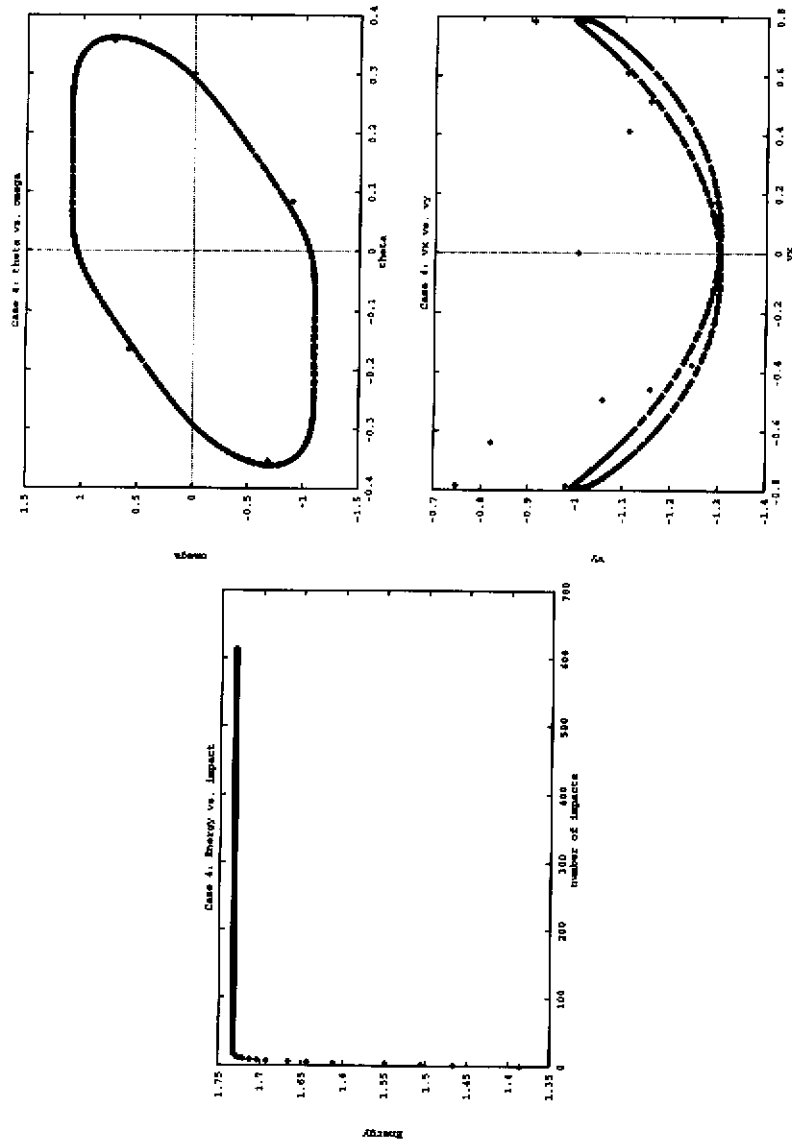 Case 4: theta vs. omega
1.5
1
0.5
0
-0.5
-1
-1.5
-0.4 -0.3 -0.2 -0.1 0 0.1 0.2 0.3 0.4
theta
omega
Case 4: Energy vs. impact
1.75
1.7
1.65
1.6
1.55
1.5
1.45
1.4
1.35
0 100 200 300 400 500 600 700
number of impacts
Energy
Case 4: vx vs. vy
-0.7
-0.8
-0.9
-1
-1.1
-1.2
-1.3
-1.4
-0.8 -0.6 -0.4 -0.2 0 0.2 0.4 0.6 0.8
vx
vy